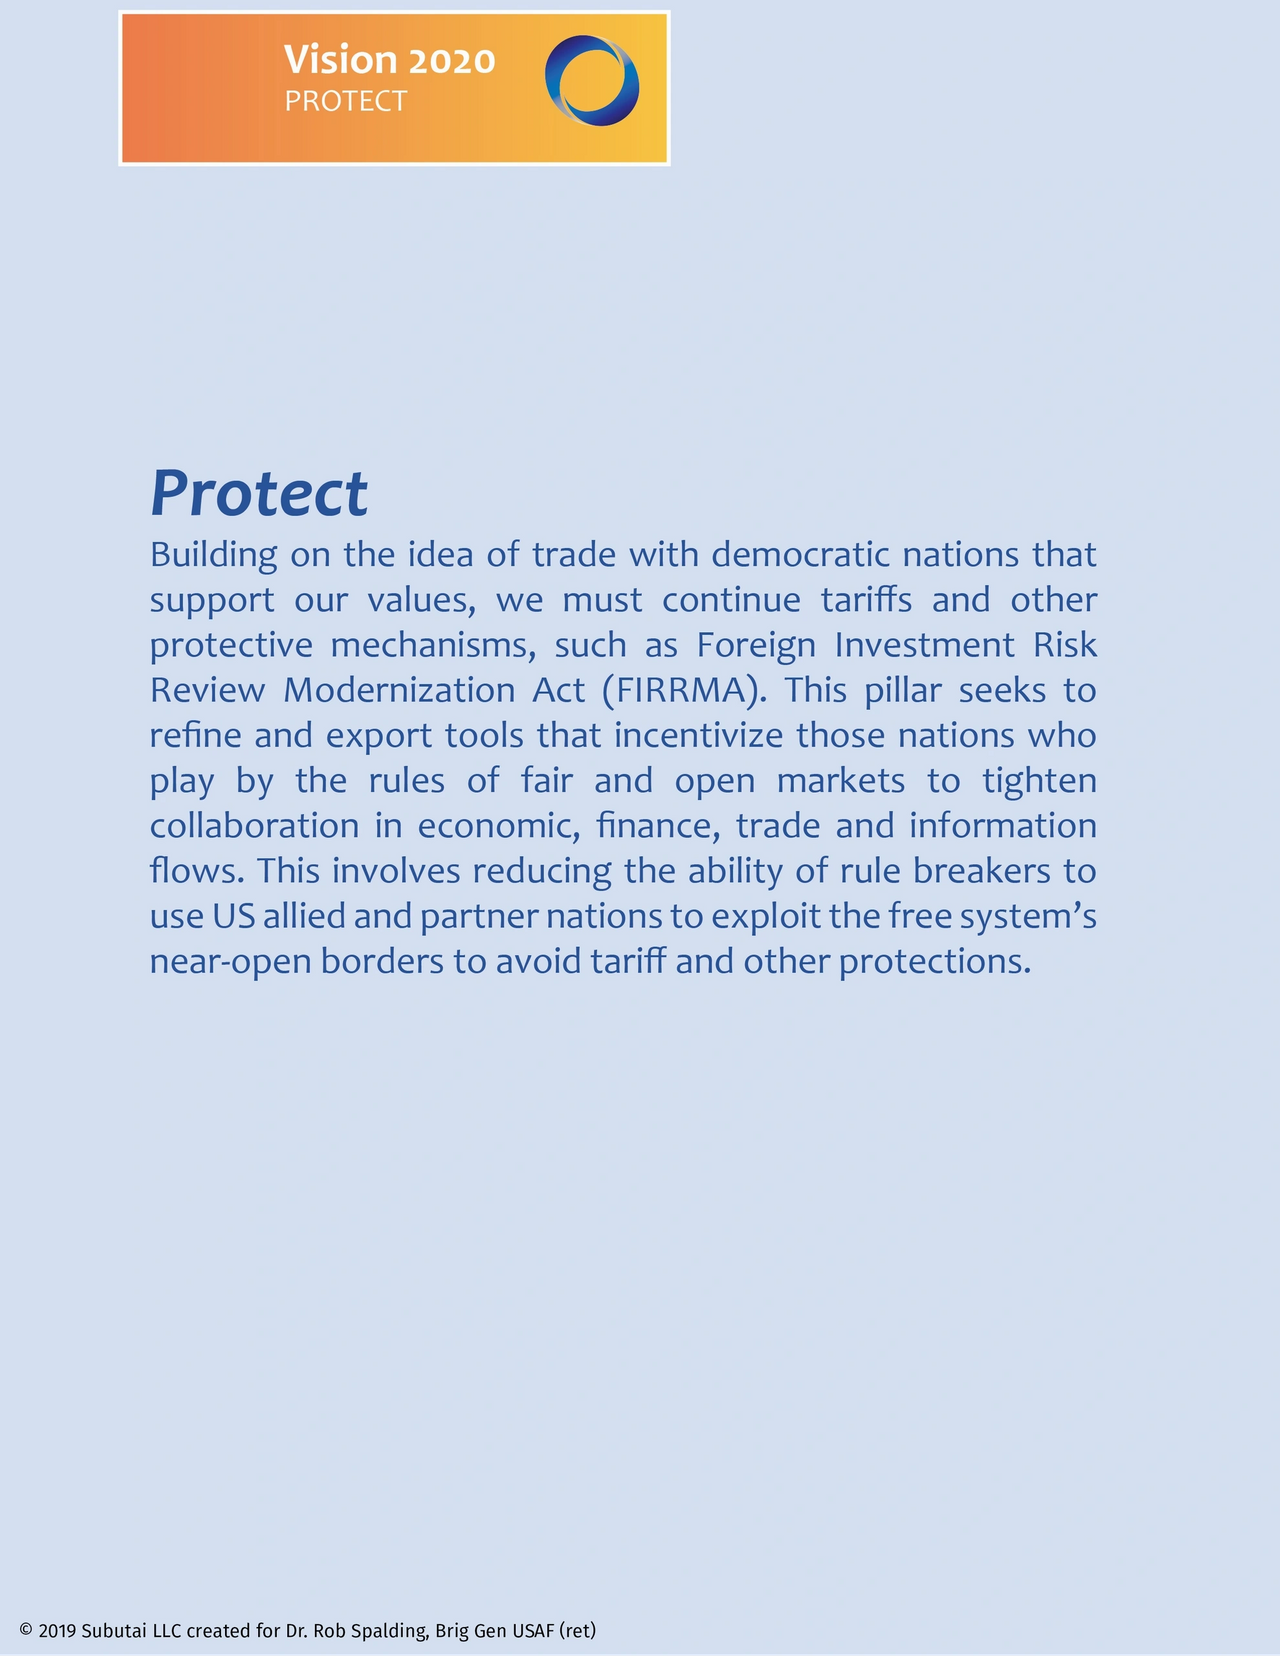 Vision 2020
PROTECT
Protect
Building on the idea of trade with democratic nations that
support our values, we must continue tariffs and other
protective mechanisms, such as Foreign Investment Risk
Review Modernization Act (FIRRMA). This pillar seeks to
refine and export tools that incentivize those nations who
play by the rules of fair and open markets to tighten
collaboration in economic, finance, trade and information
flows. This involves reducing the ability of rule breakers to
use US allied and partner nations to exploit the free system’s
near-open borders to avoid tariff and other protections.
© 2019 Subutai LLC created for Dr. Rob Spalding, Brig Gen USAF (ret)